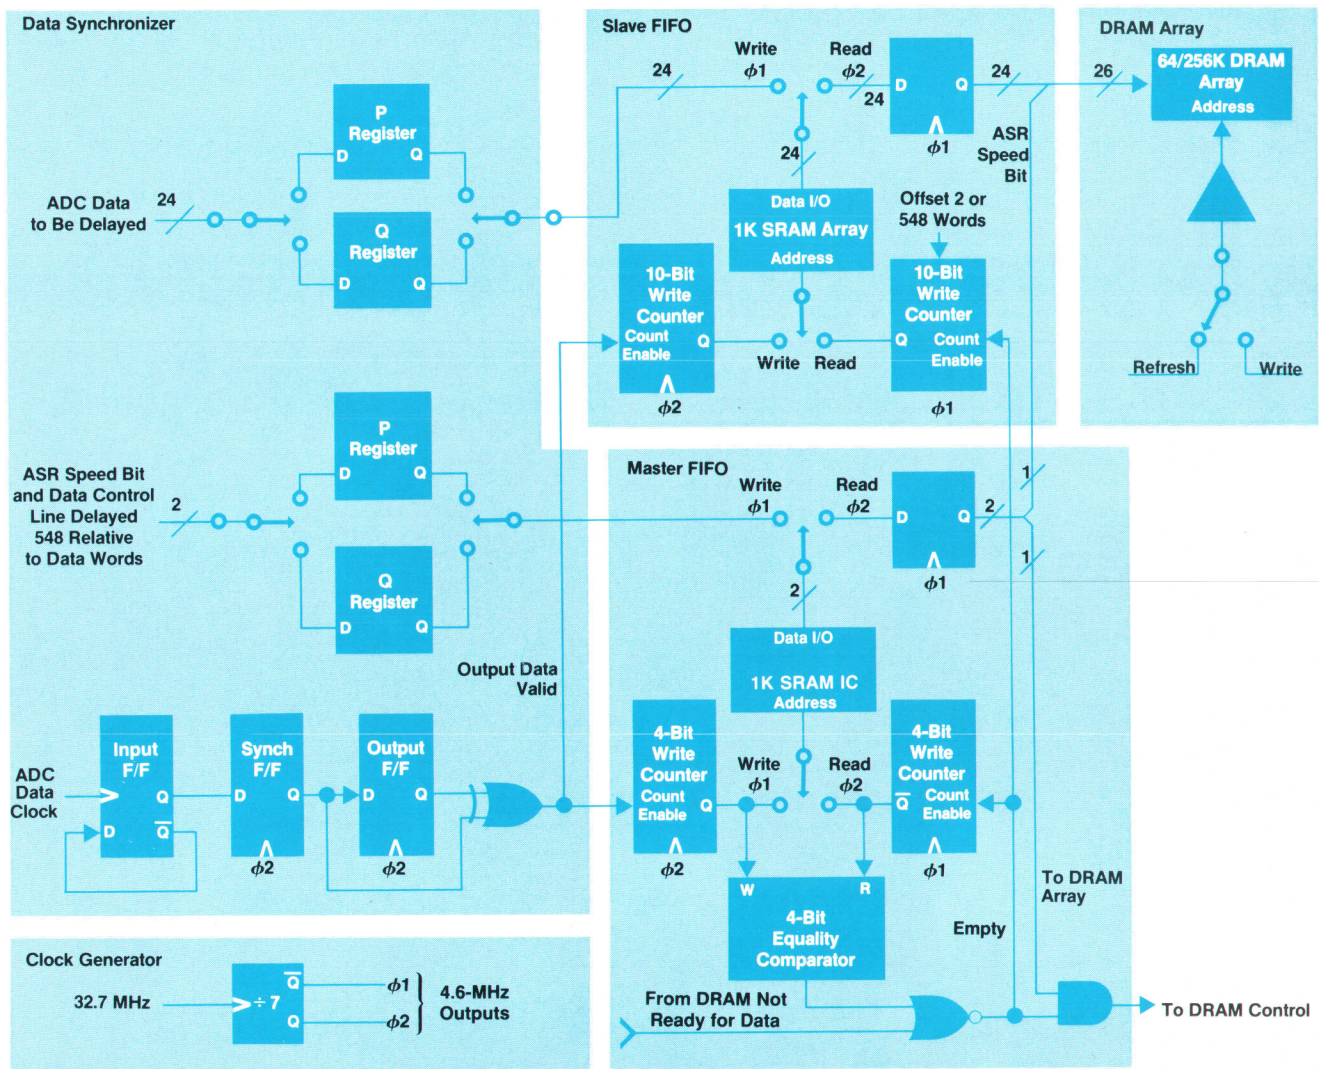 Data Synchronizer
P
Register
D
Q
ADC Data
to Be Delayed
24
Q
Register
D
Q
P
Register
D
Q
ASR Speed Bit
and Data Control
Line Delayed
548 Relative
to Data Words
2
Q
Register
D
Q
Output Data
Valid
ADC
Data
Clock
Input
F/F
Q
D
Q̅
Synch
F/F
D
Q
ϕ2
Output
F/F
D
Q
ϕ2
Clock Generator
32.7 MHz
÷ 7
Q̅
Q
ϕ1
ϕ2
4.6-MHz
Outputs
Slave FIFO
24
Write
ϕ1
Read
ϕ2
24
D
Q
ϕ1
24
24
Data I/O
1K SRAM Array
Address
ASR
Speed
Bit
Offset 2 or
548 Words
10-Bit
Write
Counter
Count
Enable
Q
ϕ2
Write
Read
10-Bit
Write
Counter
Q
Count
Enable
ϕ1
DRAM Array
26
64/256K DRAM
Array
Address
Refresh
Write
Master FIFO
Write
ϕ1
Read
ϕ2
D
Q
ϕ1
2
1
1
2
Data I/O
1K SRAM IC
Address
4-Bit
Write
Counter
Count
Enable
Q
ϕ2
Write
ϕ1
Read
ϕ2
4-Bit
Write
Counter
Q̅
Count
Enable
ϕ1
W
R
4-Bit
Equality
Comparator
Empty
To DRAM
Array
From DRAM Not
Ready for Data
To DRAM Control